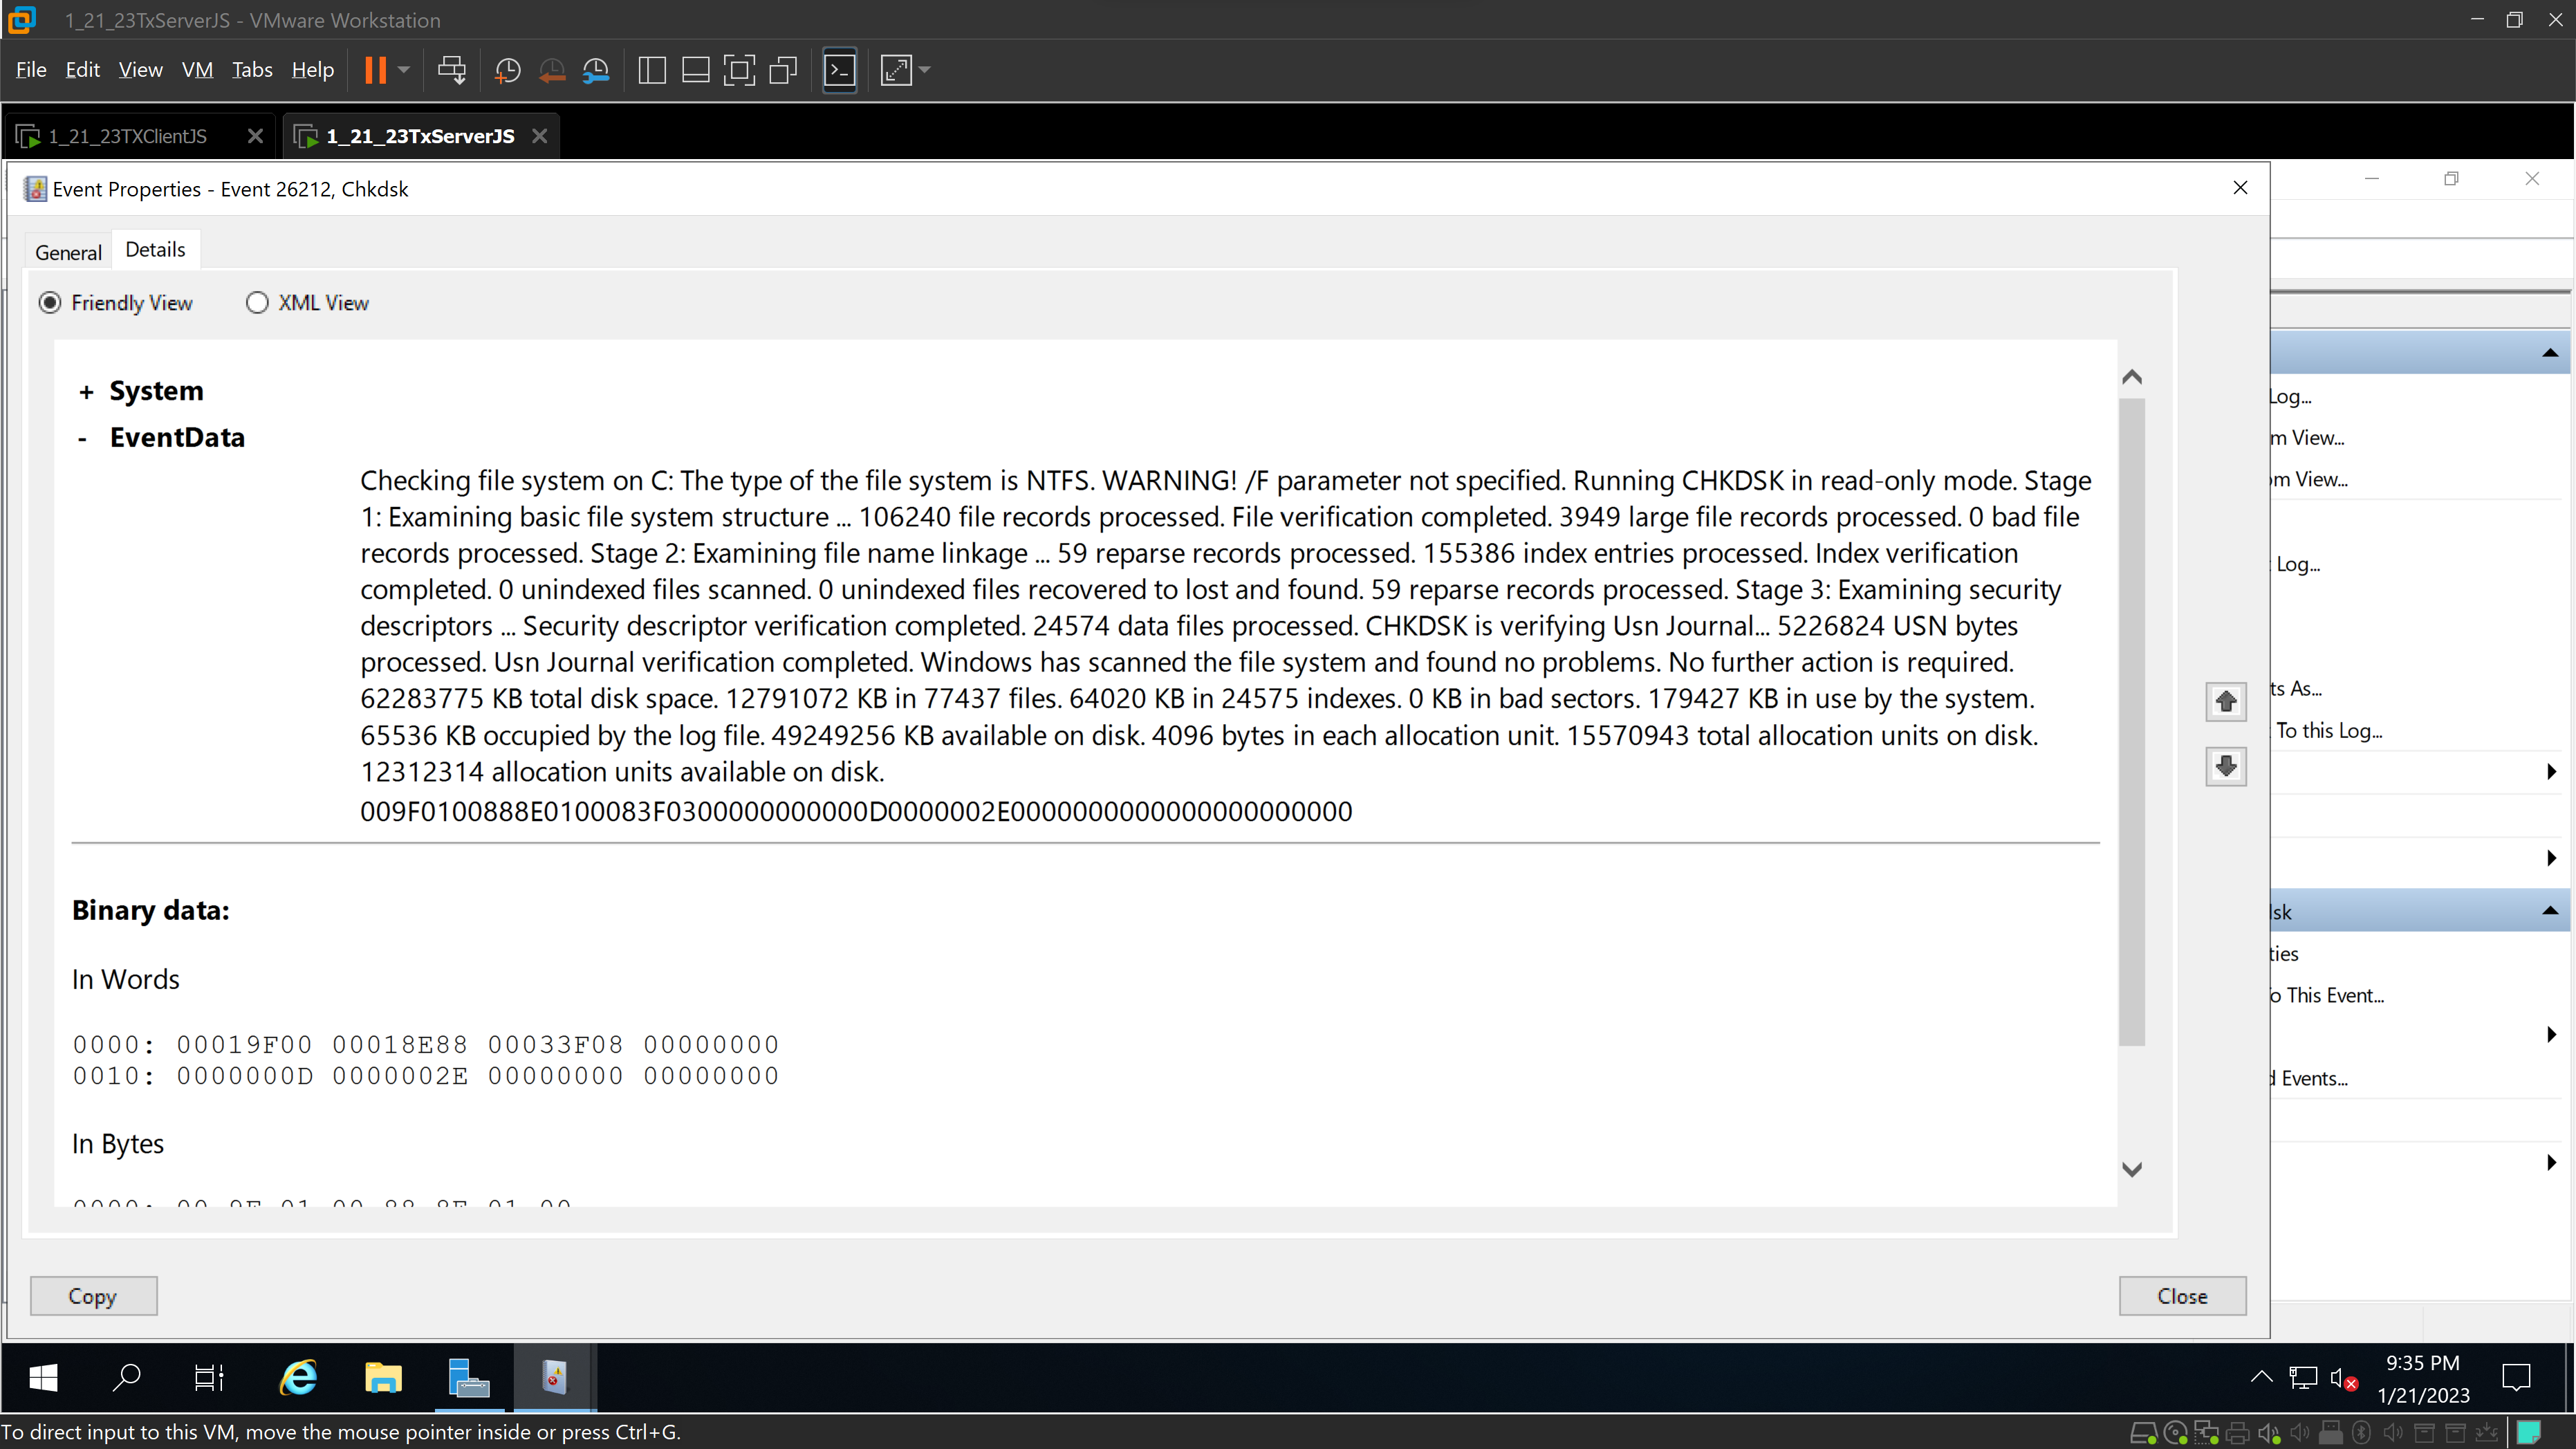 1_21_23TxServerJS - VMware Workstation
File Edit View VM Tabs Help
1_21_23TXClientJS 1_21_23TxServerJS
Event Properties - Event 26212, Chkdsk
General Details
Friendly View XML View
+ System
- EventData
Checking file system on C: The type of the file system is NTFS. WARNING! /F parameter not specified. Running CHKDSK in read-only mode. Stage
1: Examining basic file system structure ... 106240 file records processed. File verification completed. 3949 large file records processed. 0 bad file
records processed. Stage 2: Examining file name linkage ... 59 reparse records processed. 155386 index entries processed. Index verification
completed. 0 unindexed files scanned. 0 unindexed files recovered to lost and found. 59 reparse records processed. Stage 3: Examining security
descriptors ... Security descriptor verification completed. 24574 data files processed. CHKDSK is verifying Usn Journal... 5226824 USN bytes
processed. Usn Journal verification completed. Windows has scanned the file system and found no problems. No further action is required.
62283775 KB total disk space. 12791072 KB in 77437 files. 64020 KB in 24575 indexes. 0 KB in bad sectors. 179427 KB in use by the system.
65536 KB occupied by the log file. 49249256 KB available on disk. 4096 bytes in each allocation unit. 15570943 total allocation units on disk.
12312314 allocation units available on disk.
009F0100888E0100083F0300000000000D0000002E0000000000000000000000
Binary data:
In Words
0000: 00019F00 00018E88 00033F08 00000000
0010: 0000000D 0000002E 00000000 00000000
In Bytes
Copy Close
Log...
m View...
om View...
Log...
ts As...
To this Log...
dsk
ties
To This Event...
d Events...
9:35 PM
1/21/2023
To direct input to this VM, move the mouse pointer inside or press Ctrl+G.